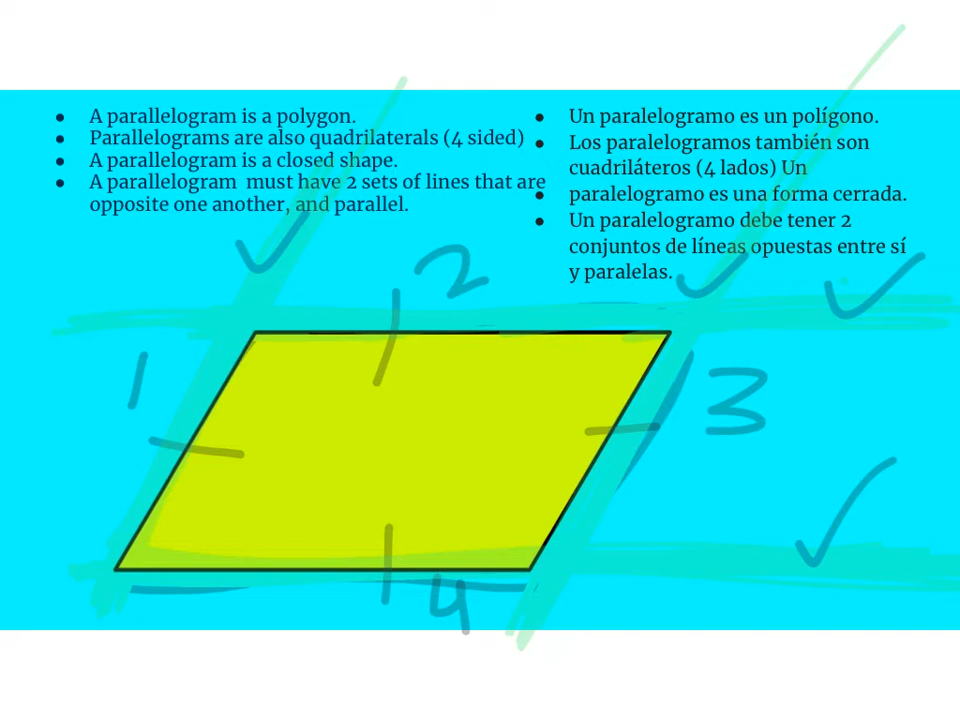 ● A parallelogram is a polygon.
● Parallelograms are also quadrilaterals (4 sided)
● A parallelogram is a closed shape.
● A parallelogram  must have 2 sets of lines that are
opposite one another, and parallel.
● Un paralelogramo es un polígono.
● Los paralelogramos también son
cuadriláteros (4 lados) Un
● paralelogramo es una forma cerrada.
● Un paralelogramo debe tener 2
conjuntos de líneas opuestas entre sí
y paralelas.
2
1
3
4